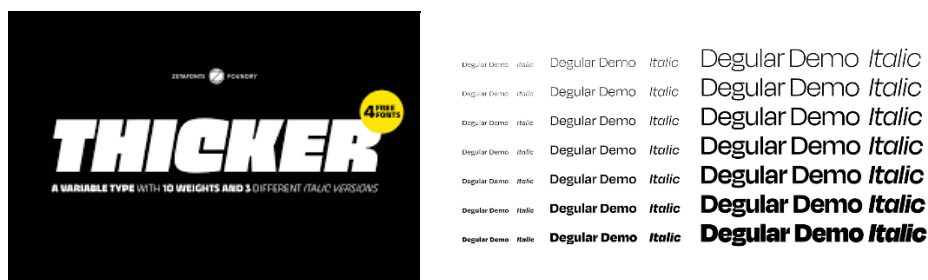 ZETAFONTS FOUNDRY
4 FREE FONTS
THICKER
A VARIABLE TYPE WITH 10 WEIGHTS AND 3 DIFFERENT ITALIC VERSIONS
Degular Demo Italic Degular Demo Italic Degular Demo Italic
Degular Demo Italic Degular Demo Italic Degular Demo Italic
Degular Demo Italic Degular Demo Italic Degular Demo Italic
Degular Demo Italic Degular Demo Italic Degular Demo Italic
Degular Demo Italic Degular Demo Italic Degular Demo Italic
Degular Demo Italic Degular Demo Italic Degular Demo Italic
Degular Demo Italic Degular Demo Italic Degular Demo Italic